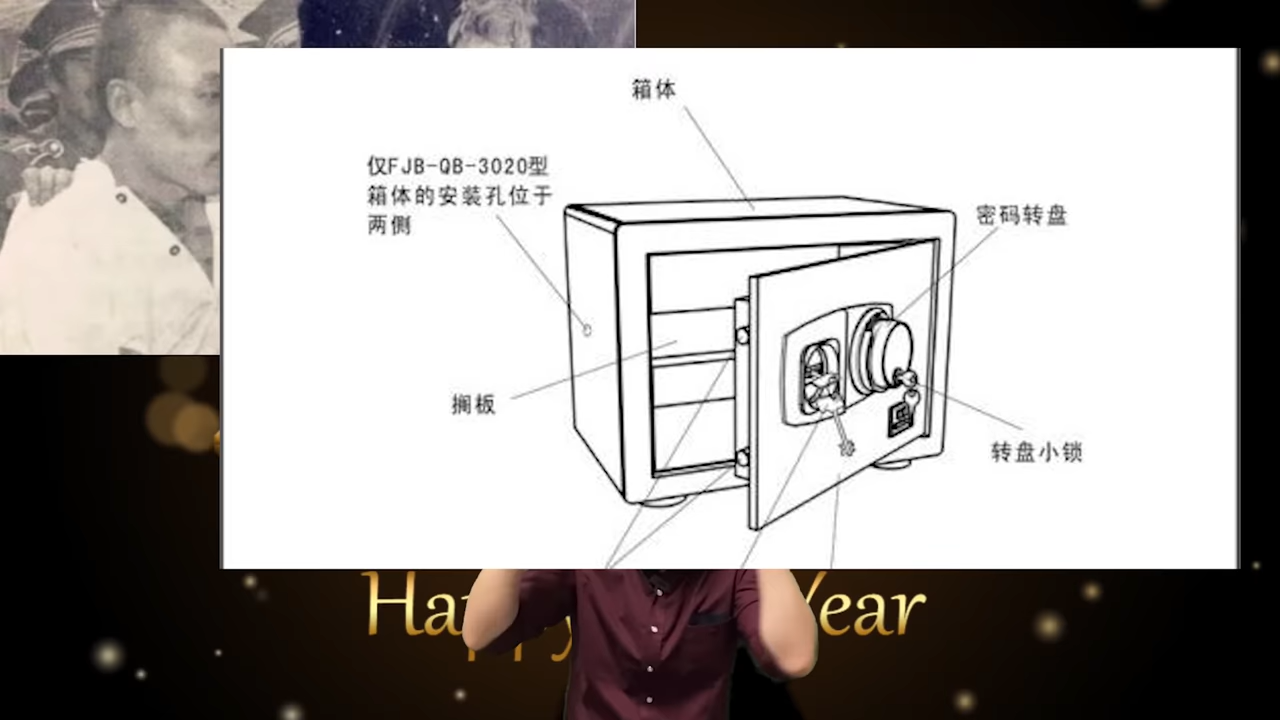 箱体
仅FJB-QB-3020型
箱体的安装孔位于
两侧
密码转盘
搁板
转盘小锁
Happy Year